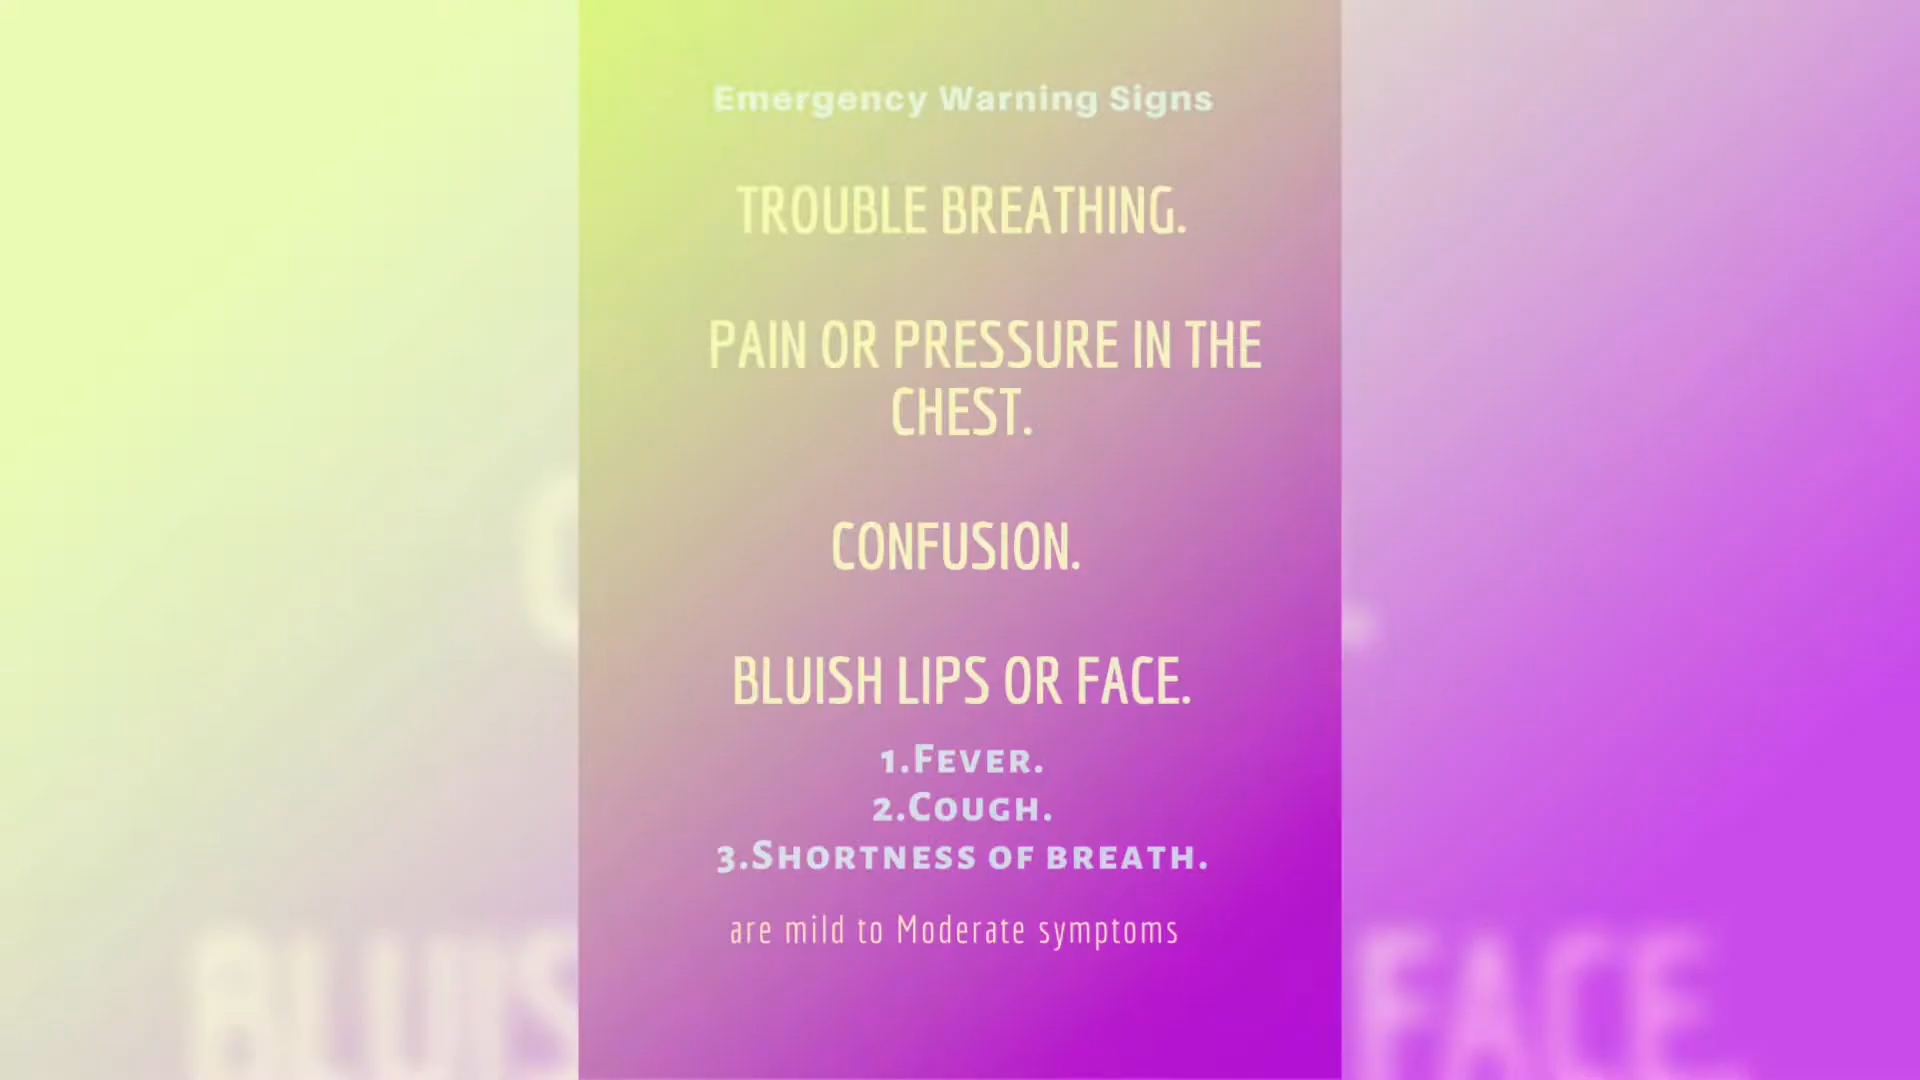 Emergency Warning Signs
TROUBLE BREATHING.
PAIN OR PRESSURE IN THE
CHEST.
CONFUSION.
BLUISH LIPS OR FACE.
1.Fever.
2.Cough.
3.Shortness of breath.
are mild to Moderate symptoms